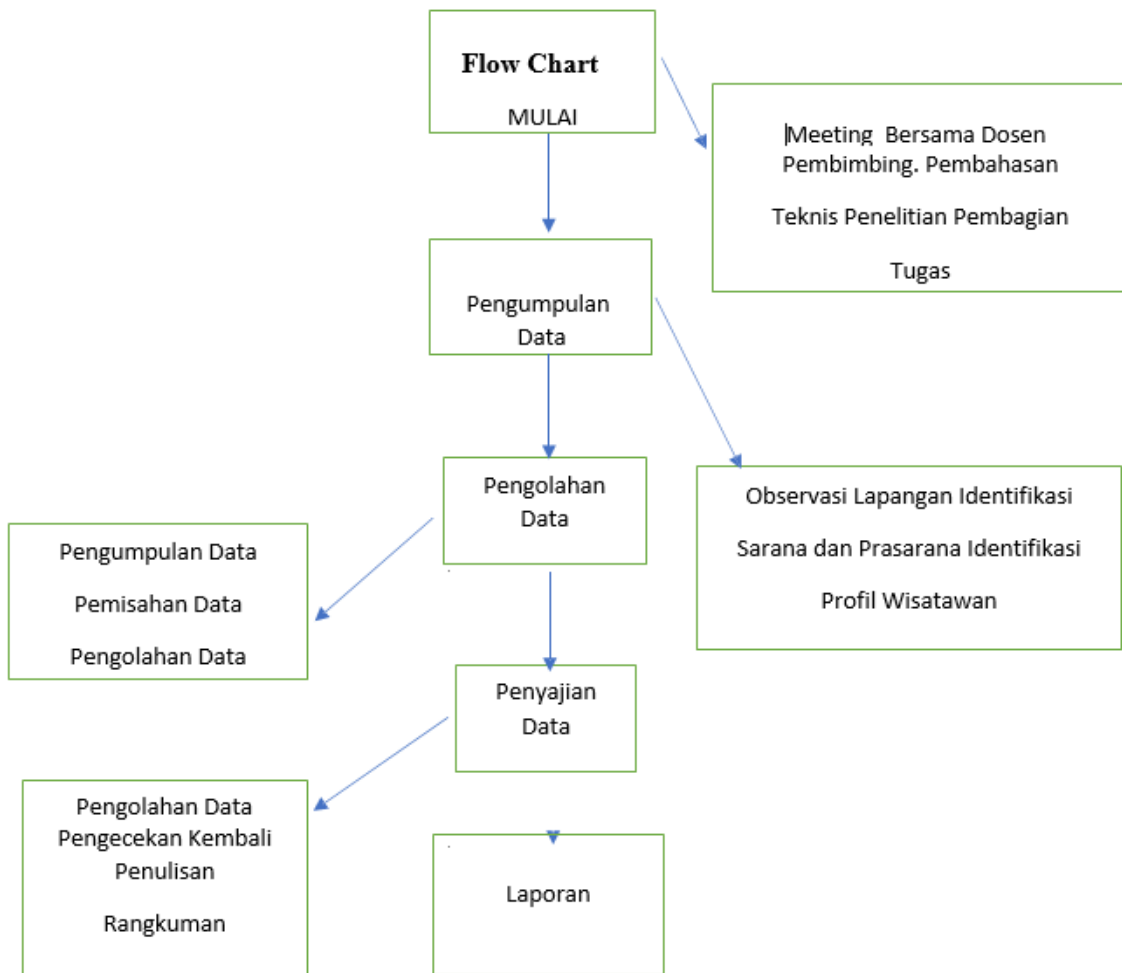 Flow Chart
MULAI
Meeting Bersama Dosen
Pembimbing. Pembahasan
Teknis Penelitian Pembagian
Tugas
Pengumpulan
Data
Pengolahan
Data
Observasi Lapangan Identifikasi
Sarana dan Prasarana Identifikasi
Profil Wisatawan
Pengumpulan Data
Pemisahan Data
Pengolahan Data
Penyajian
Data
Pengolahan Data
Pengecekan Kembali
Penulisan
Rangkuman
Laporan